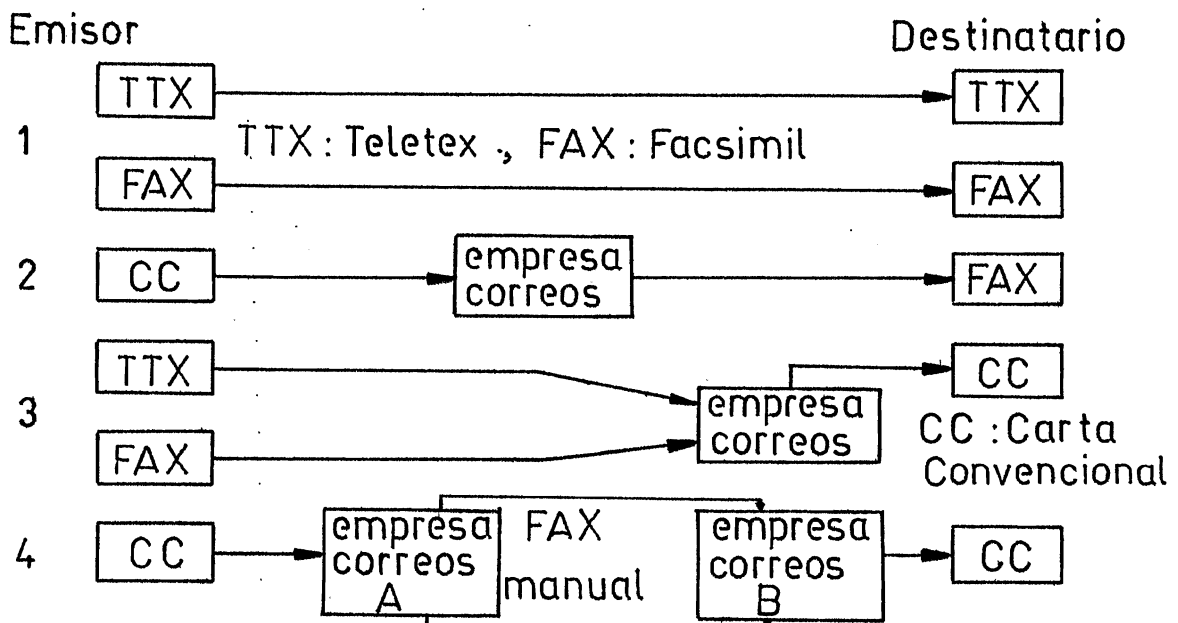 Emisor
Destinatario
TTX
TTX
1
TTX : Teletex ., FAX : Facsimil
FAX
FAX
2
CC
empresa
correos
FAX
TTX
CC
3
empresa
correos
FAX
CC : Carta
Convencional
4
CC
empresa
correos
A
FAX
manual
empresa
correos
B
CC